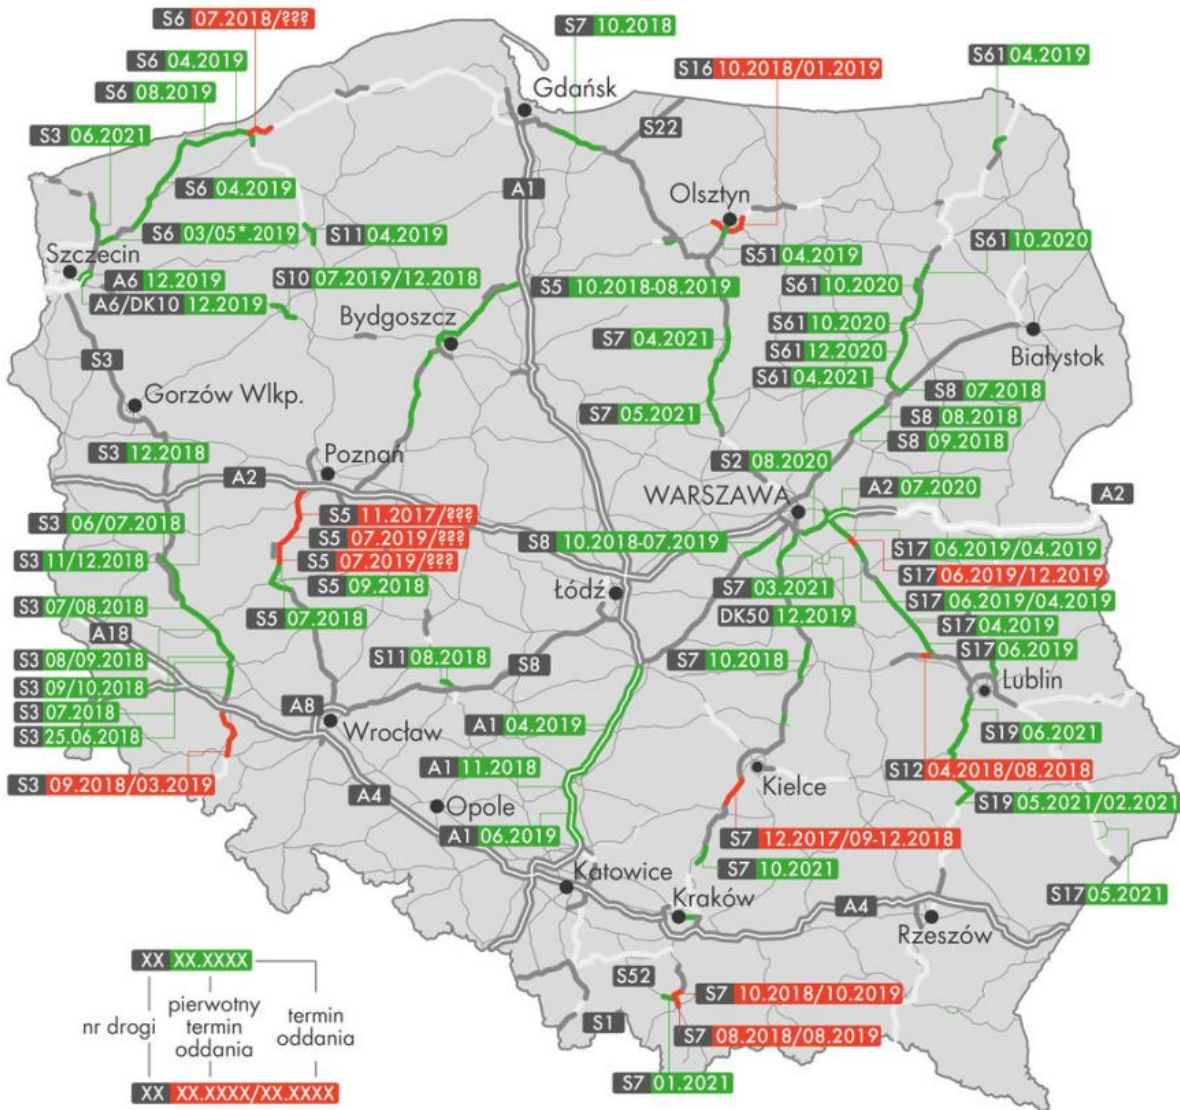 S6 07.2018/???
S7 10.2018
S6 04.2019
S61 04.2019
S16 10.2018/01.2019
S6 08.2019
Gdańsk
S3 06.2021
S22
A1
S6 04.2019
Olsztyn
S6 03/05*.2019
S11 04.2019
S61 10.2020
Szczecin
S51 04.2019
A6 12.2019
S10 07.2019/12.2018
S5 10.2018-08.2019
S61 10.2020
A6/DK10 12.2019
Bydgoszcz
S61 10.2020
S7 04.2021
Białystok
S3
S61 12.2020
S61 04.2021
Gorzów Wlkp.
S8 07.2018
S7 05.2021
S8 08.2018
S8 09.2018
S3 12.2018
Poznań
S2 08.2020
A2
WARSZAWA
A2 07.2020
A2
S5 11.2017/???
S3 06/07.2018
S5 07.2019/???
S8 10.2018-07.2019
S17 06.2019/04.2019
S3 11/12.2018
S5 07.2019/???
S17 06.2019/12.2019
S5 09.2018
Łódź
S7 03.2021
S17 06.2019/04.2019
S3 07/08.2018
S5 07.2018
DK50 12.2019
S17 04.2019
A18
S17 06.2019
S3 08/09.2018
S11 08.2018
S8
S7 10.2018
Lublin
S3 09/10.2018
S3 07.2018
A8
Wrocław
A1 04.2019
S19 06.2021
S3 25.06.2018
A1 11.2018
S12 04.2018/08.2018
S3 09.2018/03.2019
Kielce
A4
Opole
S19 05.2021/02.2021
A1 06.2019
S7 12.2017/09-12.2018
Katowice
S7 10.2021
S17 05.2021
Kraków
A4
Rzeszów
XX XX.XXXX
S52
S7 10.2018/10.2019
nr drogi
pierwotny
termin
oddania
termin
oddania
S1
S7 08.2018/08.2019
S7 01.2021
XX XX.XXXX/XX.XXXX